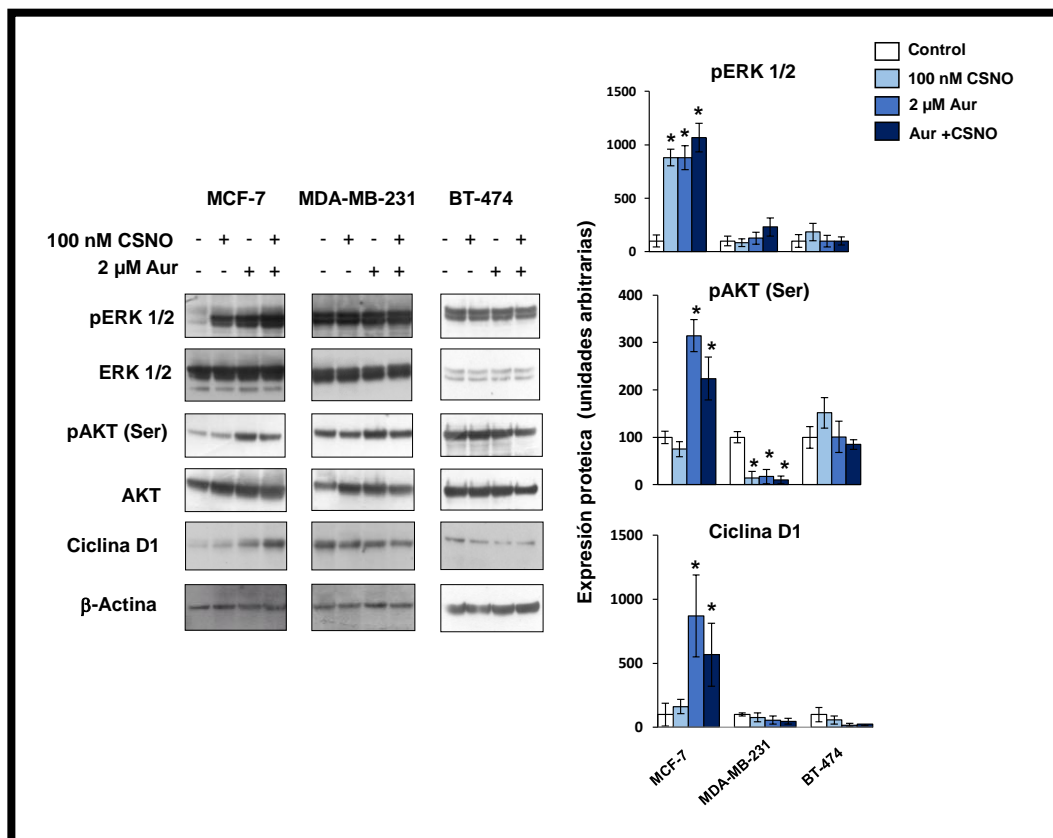 MCF-7 MDA-MB-231 BT-474
100 nM CSNO - + - + - + - + - + - +
2 µM Aur - - + + - - + + - - + +
pERK 1/2
ERK 1/2
pAKT (Ser)
AKT
Ciclina D1
β-Actina
Control
100 nM CSNO
2 µM Aur
Aur +CSNO
Expresión proteica (unidades arbitrarias)
pERK 1/2
1500
1000
500
0
* * *
pAKT (Ser)
400
300
200
100
0
* *
* * *
Ciclina D1
1500
1000
500
0
* *
MCF-7
MDA-MB-231
BT-474